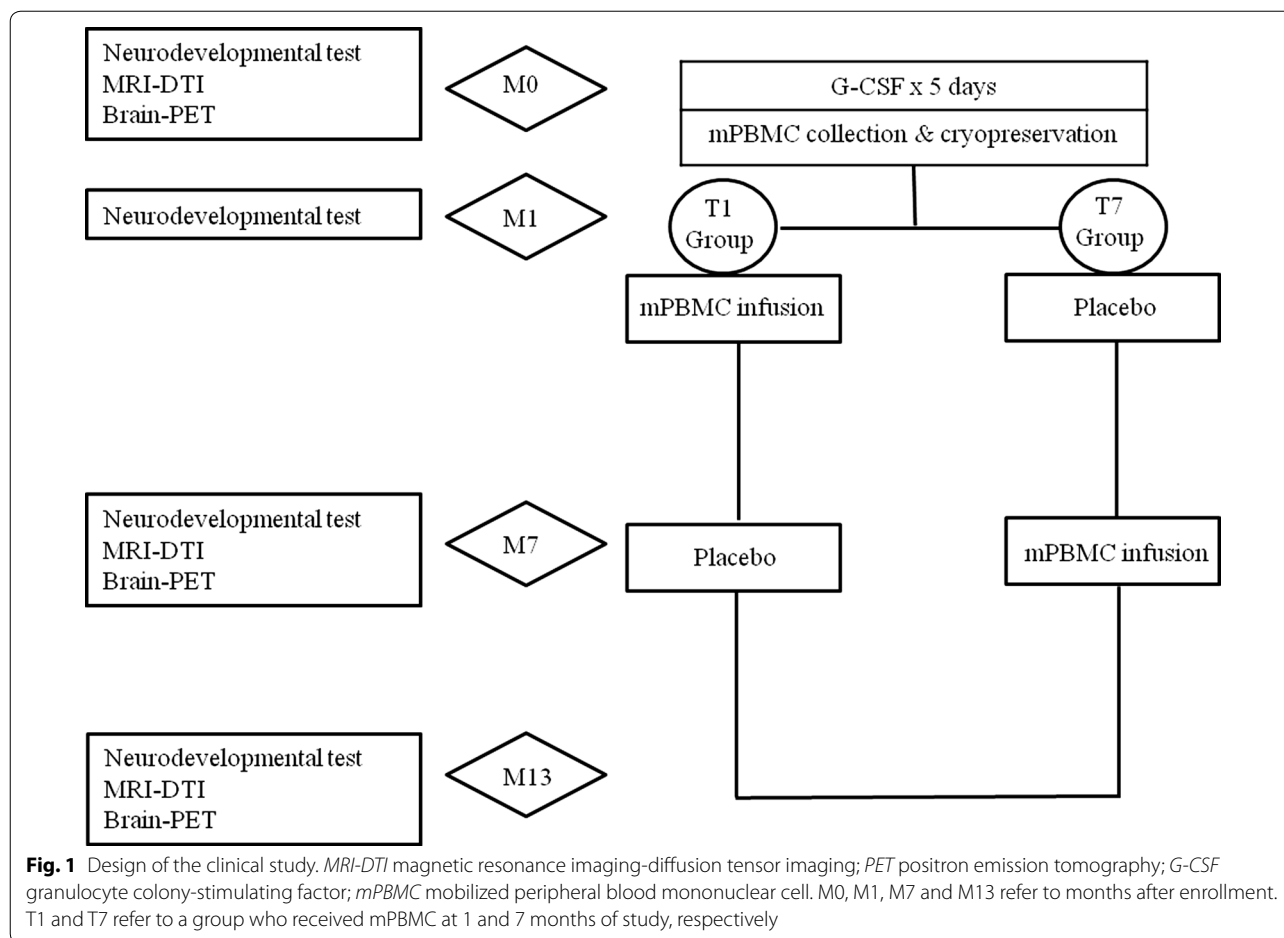 Neurodevelopmental test
MRI-DTI
Brain-PET
M0
G-CSF x 5 days
mPBMC collection & cryopreservation
Neurodevelopmental test
M1
T1
Group
T7
Group
mPBMC infusion
Placebo
Neurodevelopmental test
MRI-DTI
Brain-PET
M7
Placebo
mPBMC infusion
Neurodevelopmental test
MRI-DTI
Brain-PET
M13
Fig. 1 Design of the clinical study. MRI-DTI magnetic resonance imaging-diffusion tensor imaging; PET positron emission tomography; G-CSF
granulocyte colony-stimulating factor; mPBMC mobilized peripheral blood mononuclear cell. M0, M1, M7 and M13 refer to months after enrollment.
T1 and T7 refer to a group who received mPBMC at 1 and 7 months of study, respectively